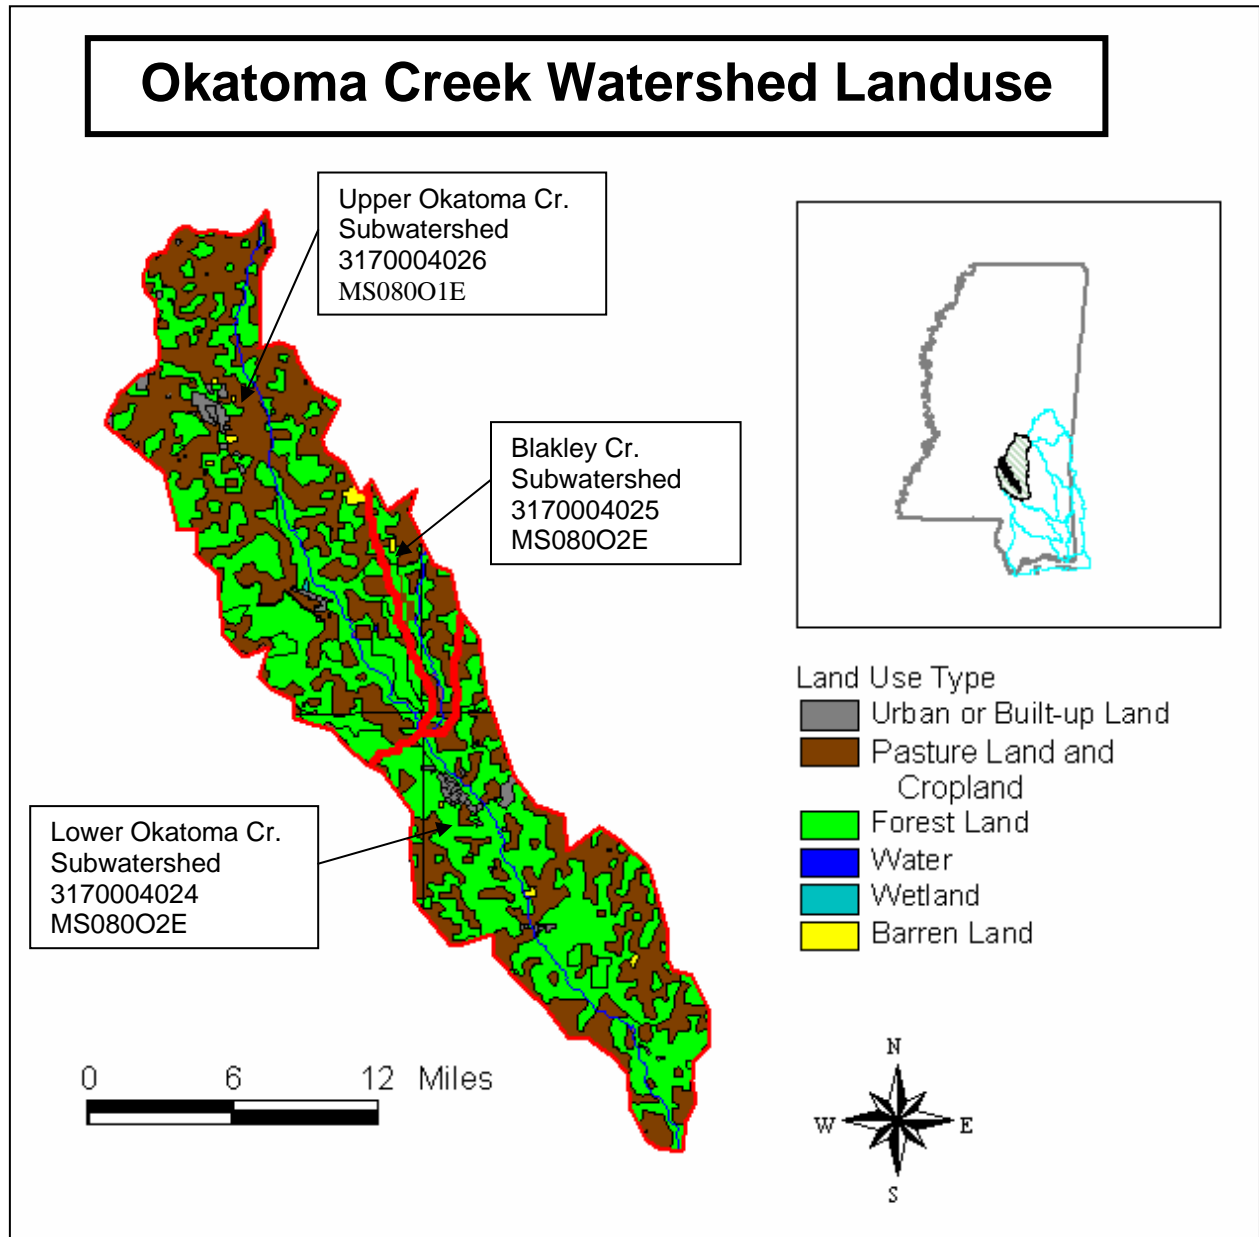 Okatoma Creek Watershed Landuse
Upper Okatoma Cr.
Subwatershed
3170004026
MS080O1E
Blakley Cr.
Subwatershed
3170004025
MS080O2E
Lower Okatoma Cr.
Subwatershed
3170004024
MS080O2E
Land Use Type
Urban or Built-up Land
Pasture Land and
Cropland
Forest Land
Water
Wetland
Barren Land
0 6 12 Miles
N
W E
S